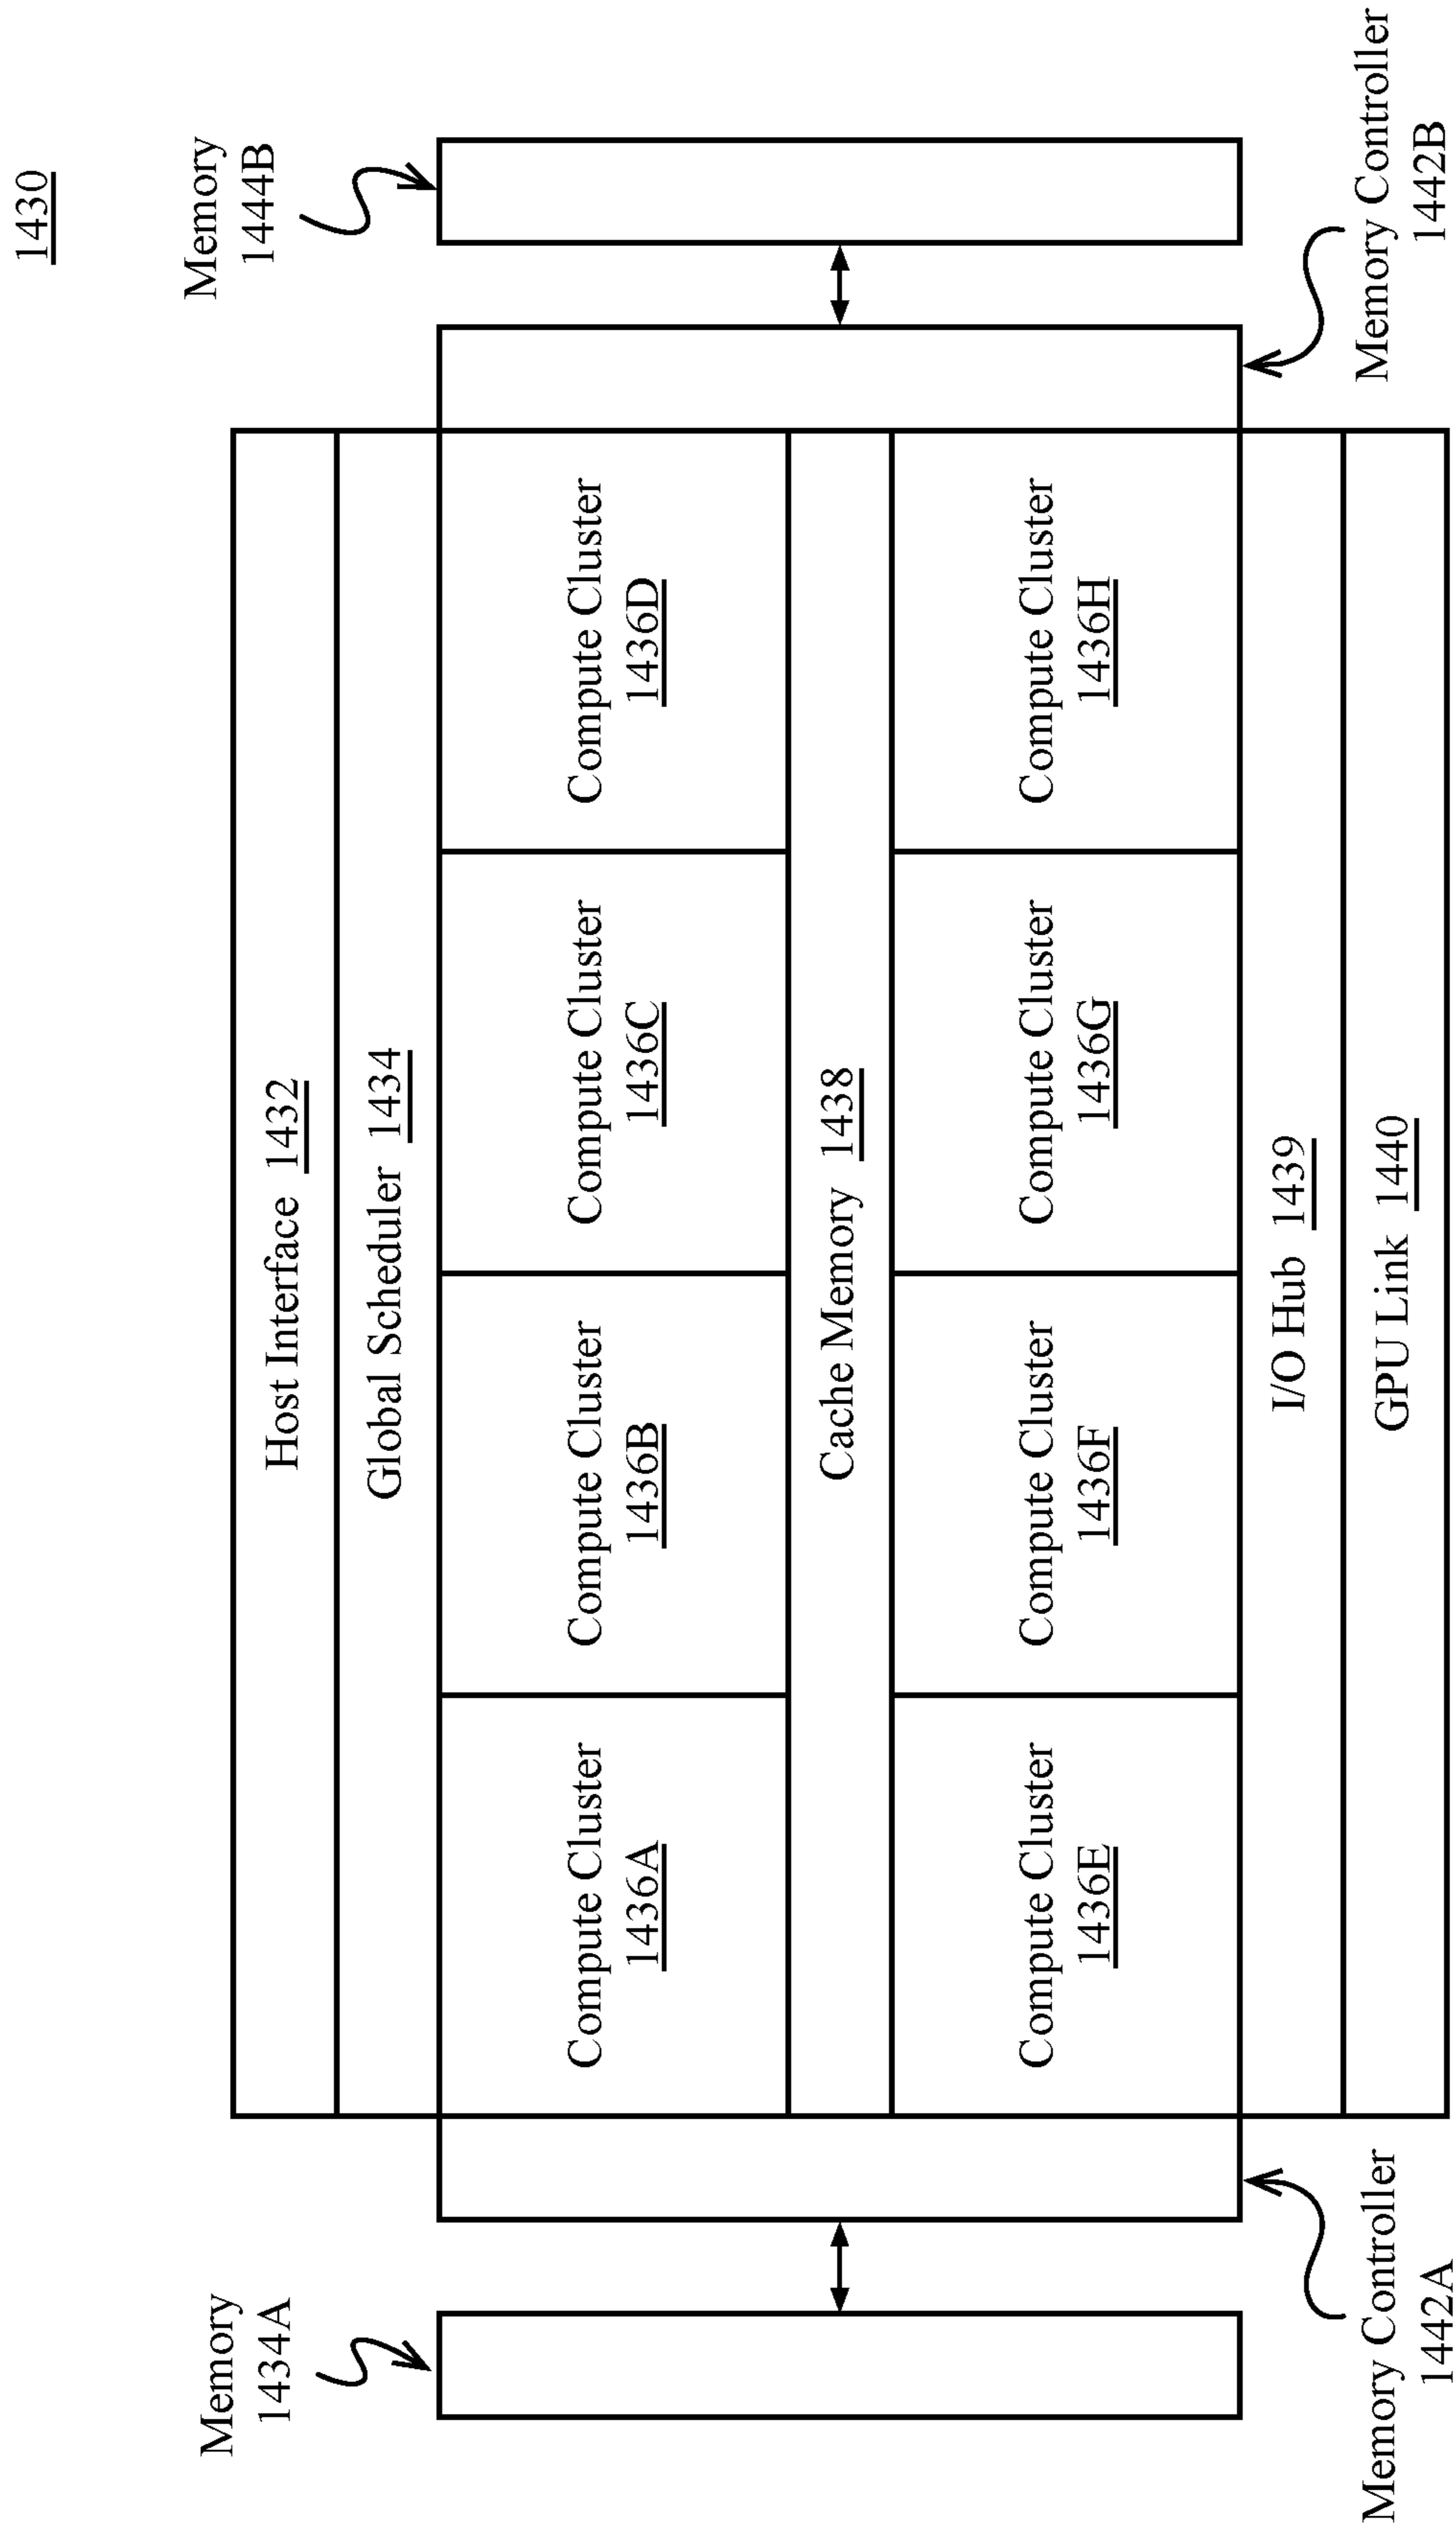 1430
Memory
1434A
Memory
1444B
Host Interface 1432
Global Scheduler 1434
Compute Cluster
1436A
Compute Cluster
1436B
Compute Cluster
1436C
Compute Cluster
1436D
Cache Memory 1438
Compute Cluster
1436E
Compute Cluster
1436F
Compute Cluster
1436G
Compute Cluster
1436H
I/O Hub 1439
GPU Link 1440
Memory Controller
1442A
Memory Controller
1442B